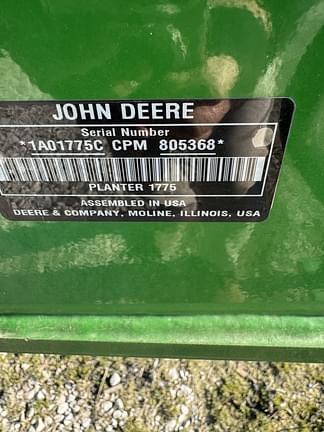 JOHN DEERE
Serial Number
*1A01775C CPM 805368*
PLANTER 1775
ASSEMBLED IN USA
DEERE & COMPANY, MOLINE, ILLINOIS, USA